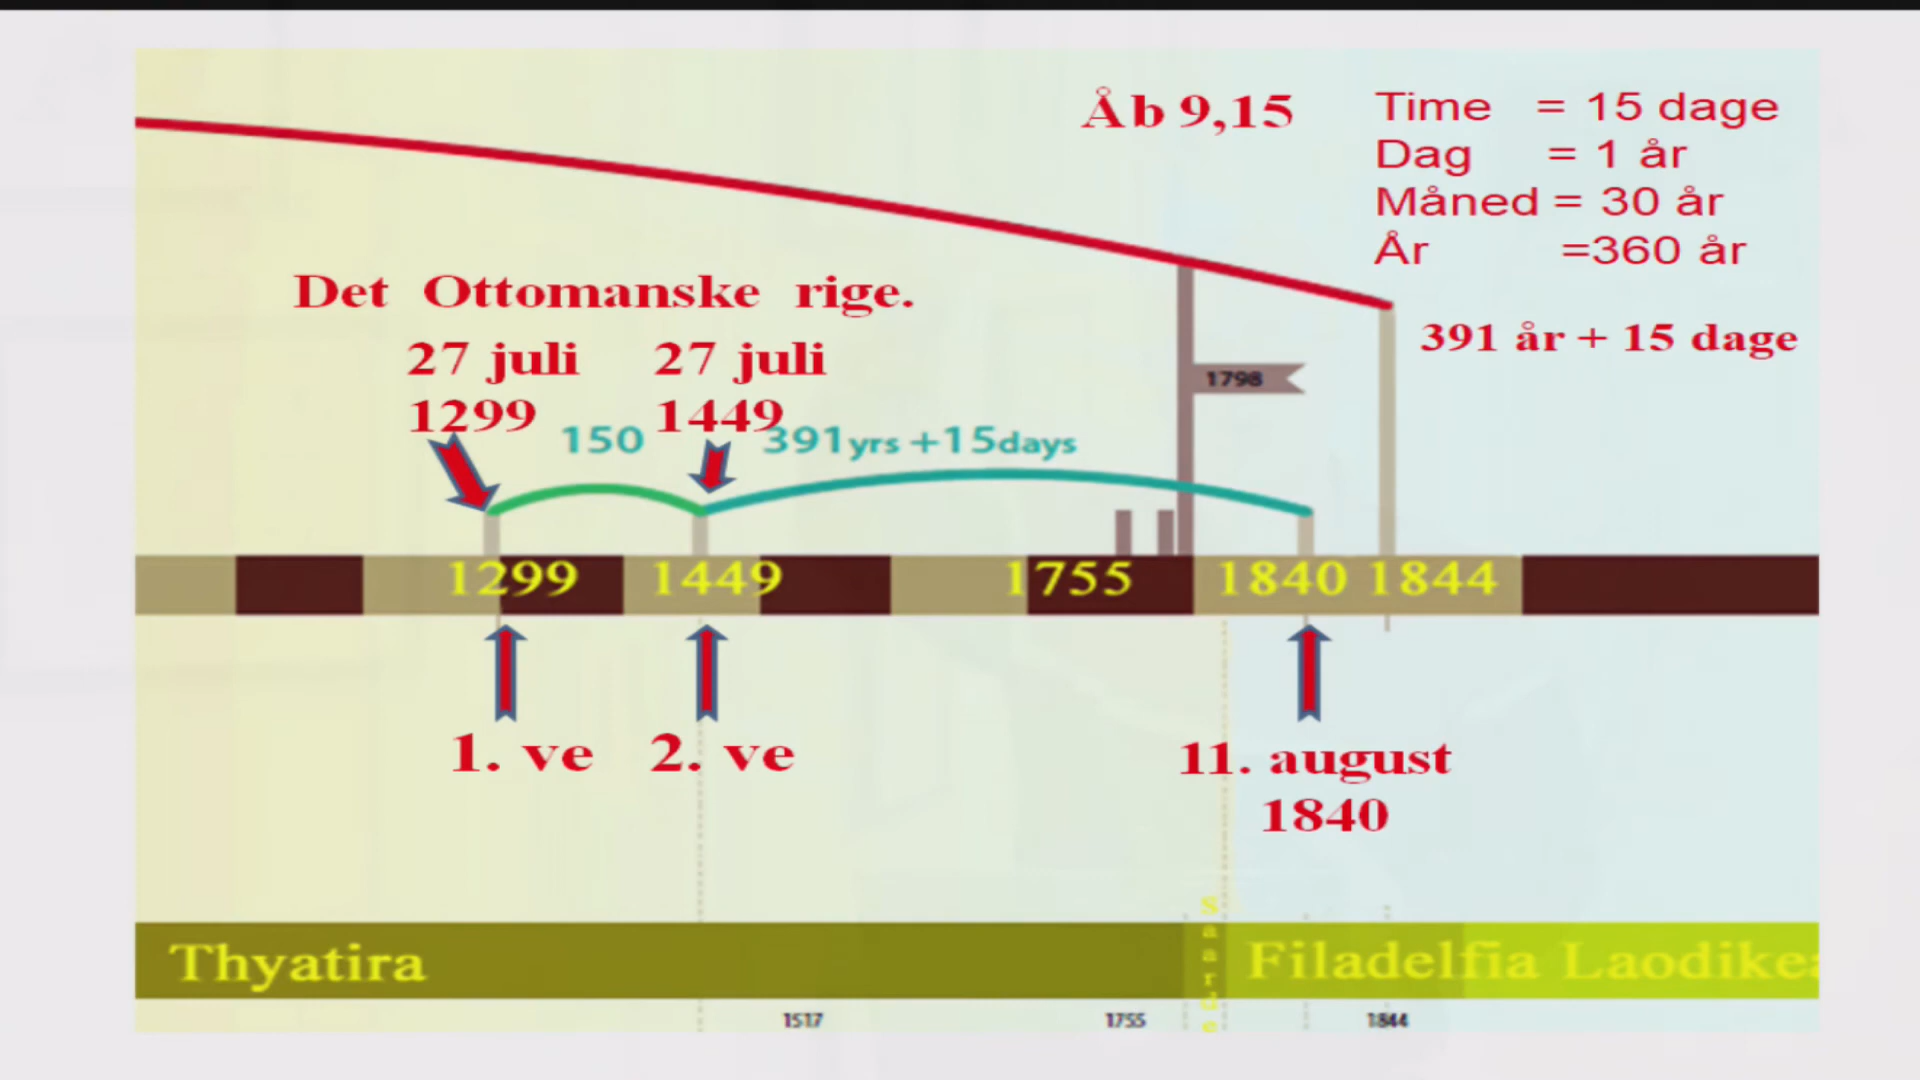 Åb 9,15
Time = 15 dage
Dag = 1 år
Måned = 30 år
År =360 år
391 år + 15 dage
Det Ottomanske rige.
27 juli
1299
27 juli
1449
150
391yrs +15days
1798
1299
1449
1755
1840
1844
1. ve
2. ve
11. august
1840
Thyatira
Filadelfia
Laodikea
1517
1755
1844